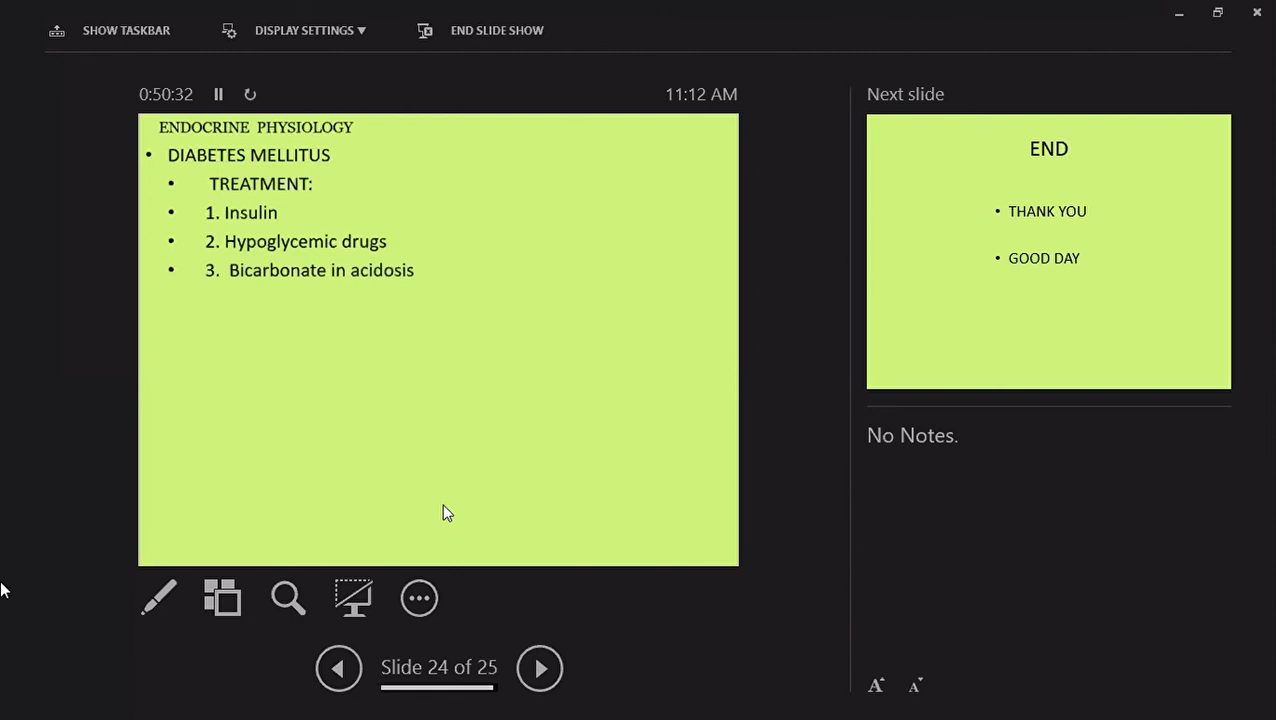 SHOW TASKBAR
DISPLAY SETTINGS ▼
END SLIDE SHOW
0:50:32
11:12 AM
ENDOCRINE PHYSIOLOGY
• DIABETES MELLITUS
• TREATMENT:
• 1. Insulin
• 2. Hypoglycemic drugs
• 3. Bicarbonate in acidosis
Slide 24 of 25
Next slide
END
• THANK YOU
• GOOD DAY
No Notes.
A A